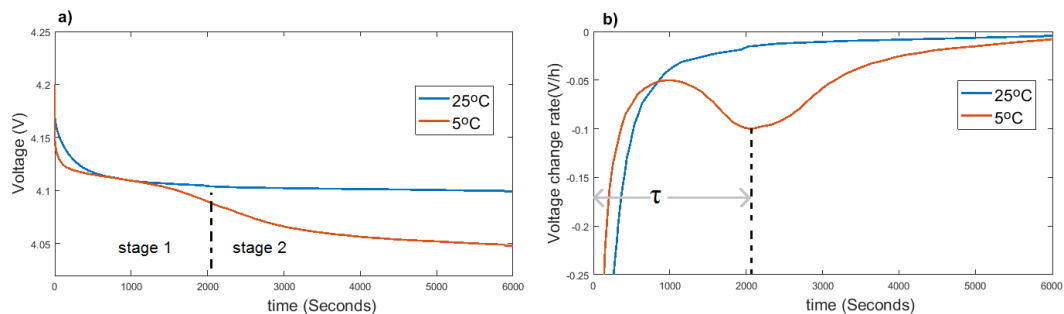 a)
4.25
4.2
4.15
4.1
4.05
Voltage (V)
25ºC
5ºC
stage 1
stage 2
0
1000
2000
3000
4000
5000
6000
time (Seconds)
b)
0
-0.05
-0.1
-0.15
-0.2
-0.25
Voltage change rate(V/h)
25ºC
5ºC
τ
0
1000
2000
3000
4000
5000
6000
time (Seconds)